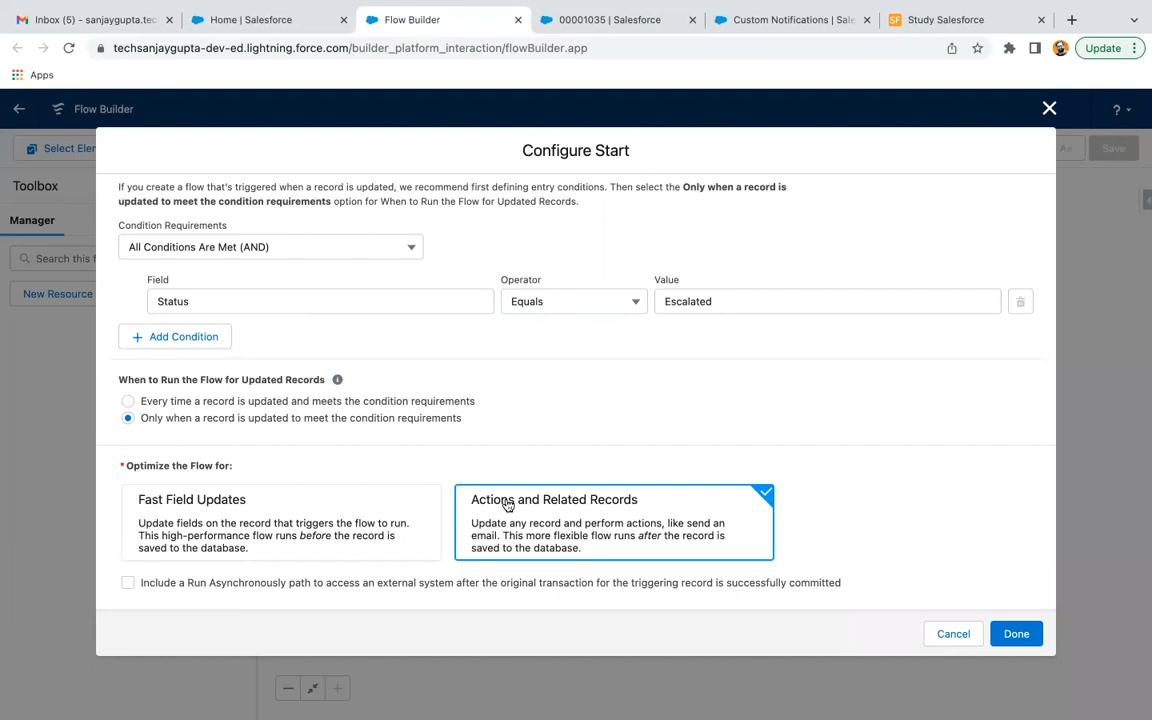 Inbox (5) - sanjaygupta.tec
Home | Salesforce
Flow Builder
00001035 | Salesforce
Custom Notifications | Sale
SF
Study Salesforce
techsanjaygupta-dev-ed.lightning.force.com/builder_platform_interaction/flowBuilder.app
Update
Apps
Flow Builder
?
Select Eler
As
Save
Configure Start
Toolbox
If you create a flow that's triggered when a record is updated, we recommend first defining entry conditions. Then select the Only when a record is
updated to meet the condition requirements option for When to Run the Flow for Updated Records.
Manager
Condition Requirements
All Conditions Are Met (AND)
Search this f
New Resource
Field
Operator
Value
Status
Equals
Escalated
Add Condition
When to Run the Flow for Updated Records
Every time a record is updated and meets the condition requirements
Only when a record is updated to meet the condition requirements
* Optimize the Flow for:
Fast Field Updates
Update fields on the record that triggers the flow to run.
This high-performance flow runs before the record is
saved to the database.
Actions and Related Records
Update any record and perform actions, like send an
email. This more flexible flow runs after the record is
saved to the database.
Include a Run Asynchronously path to access an external system after the original transaction for the triggering record is successfully committed
Cancel
Done